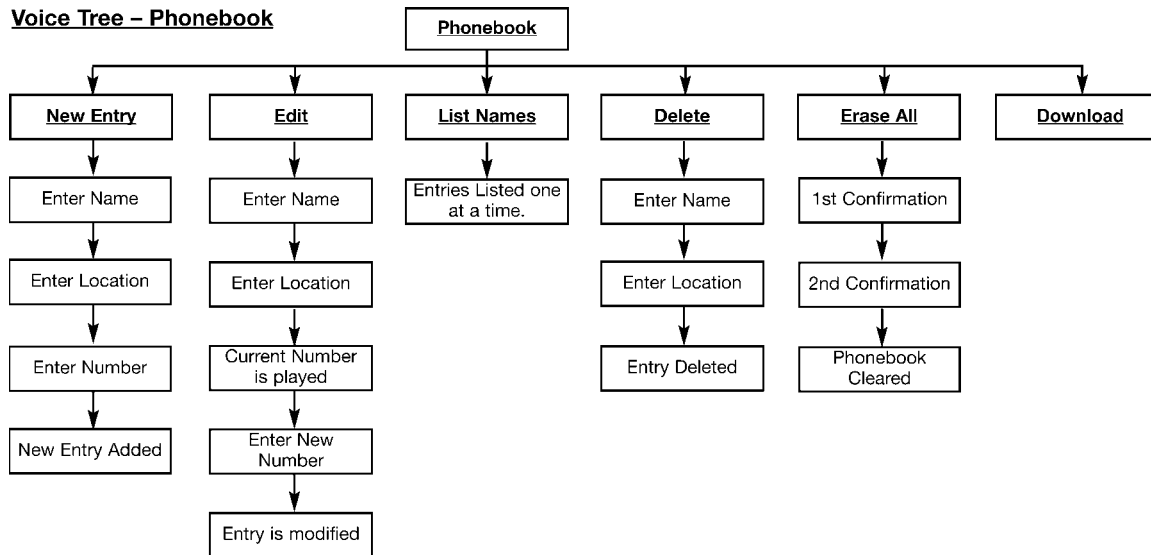 Voice Tree – Phonebook
Phonebook
New Entry
Edit
List Names
Delete
Erase All
Download
Enter Name
Enter Name
Entries Listed one
at a time.
Enter Name
1st Confirmation
Enter Location
Enter Location
Enter Location
2nd Confirmation
Enter Number
Current Number
is played
Entry Deleted
Phonebook
Cleared
New Entry Added
Enter New
Number
Entry is modified